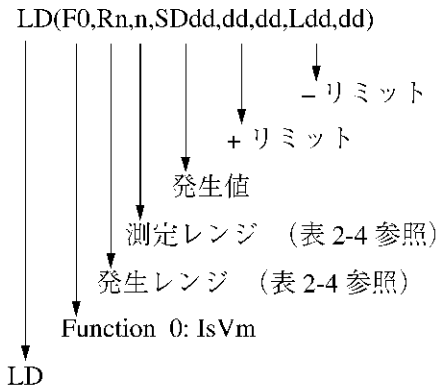 LD(F0,Rn,n,SDdd,dd,dd,Ldd,dd)
− リミット
+ リミット
発生値
測定レンジ （表 2-4 参照）
発生レンジ （表 2-4 参照）
Function 0: IsVm
LD